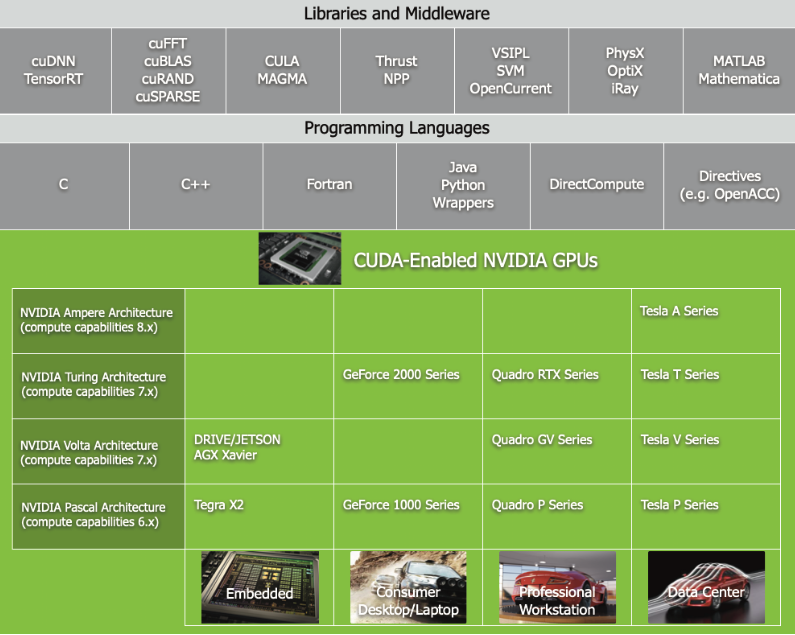 Libraries and Middleware
cuDNN
TensorRT
cuFFT
cuBLAS
cuRAND
cuSPARSE
CULA
MAGMA
Thrust
NPP
VSIPL
SVM
OpenCurrent
PhysX
OptiX
iRay
MATLAB
Mathematica
Programming Languages
C
C++
Fortran
Java
Python
Wrappers
DirectCompute
Directives
(e.g. OpenACC)
CUDA-Enabled NVIDIA GPUs
NVIDIA Ampere Architecture
(compute capabilities 8.x)
Tesla A Series
NVIDIA Turing Architecture
(compute capabilities 7.x)
GeForce 2000 Series
Quadro RTX Series
Tesla T Series
NVIDIA Volta Architecture
(compute capabilities 7.x)
DRIVE/JETSON
AGX Xavier
Quadro GV Series
Tesla V Series
NVIDIA Pascal Architecture
(compute capabilities 6.x)
Tegra X2
GeForce 1000 Series
Quadro P Series
Tesla P Series
Embedded
Consumer
Desktop/Laptop
Professional
Workstation
Data Center